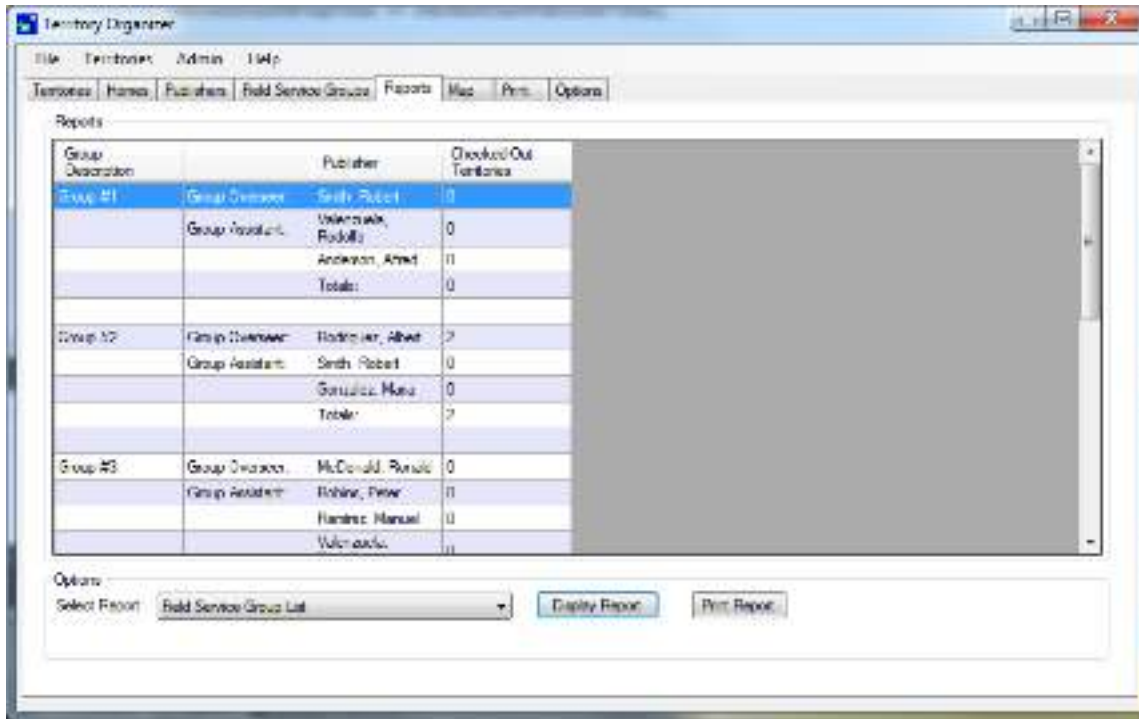 Territory Organizer
File Territories Admin Help
Territories Homes Publishers Field Service Groups Reports Map Print Options
Reports
Group Description Publisher Checked-Out Territories
Group #1 Group Overseer: Smith, Robert 0
Group Assistant: Valenzuela, Rodolfo 0
Anderson, Alfred 0
Totals: 0
Group #2 Group Overseer: Rodriguez, Albert 2
Group Assistant: Smith, Robert 0
Gonzalez, Maria 0
Totals: 2
Group #3 Group Overseer: McDonald, Ronald 0
Group Assistant: Robins, Peter 0
Ramirez, Manuel 0
Valenzuela, 0
Options
Select Report Field Service Group List Display Report Print Report